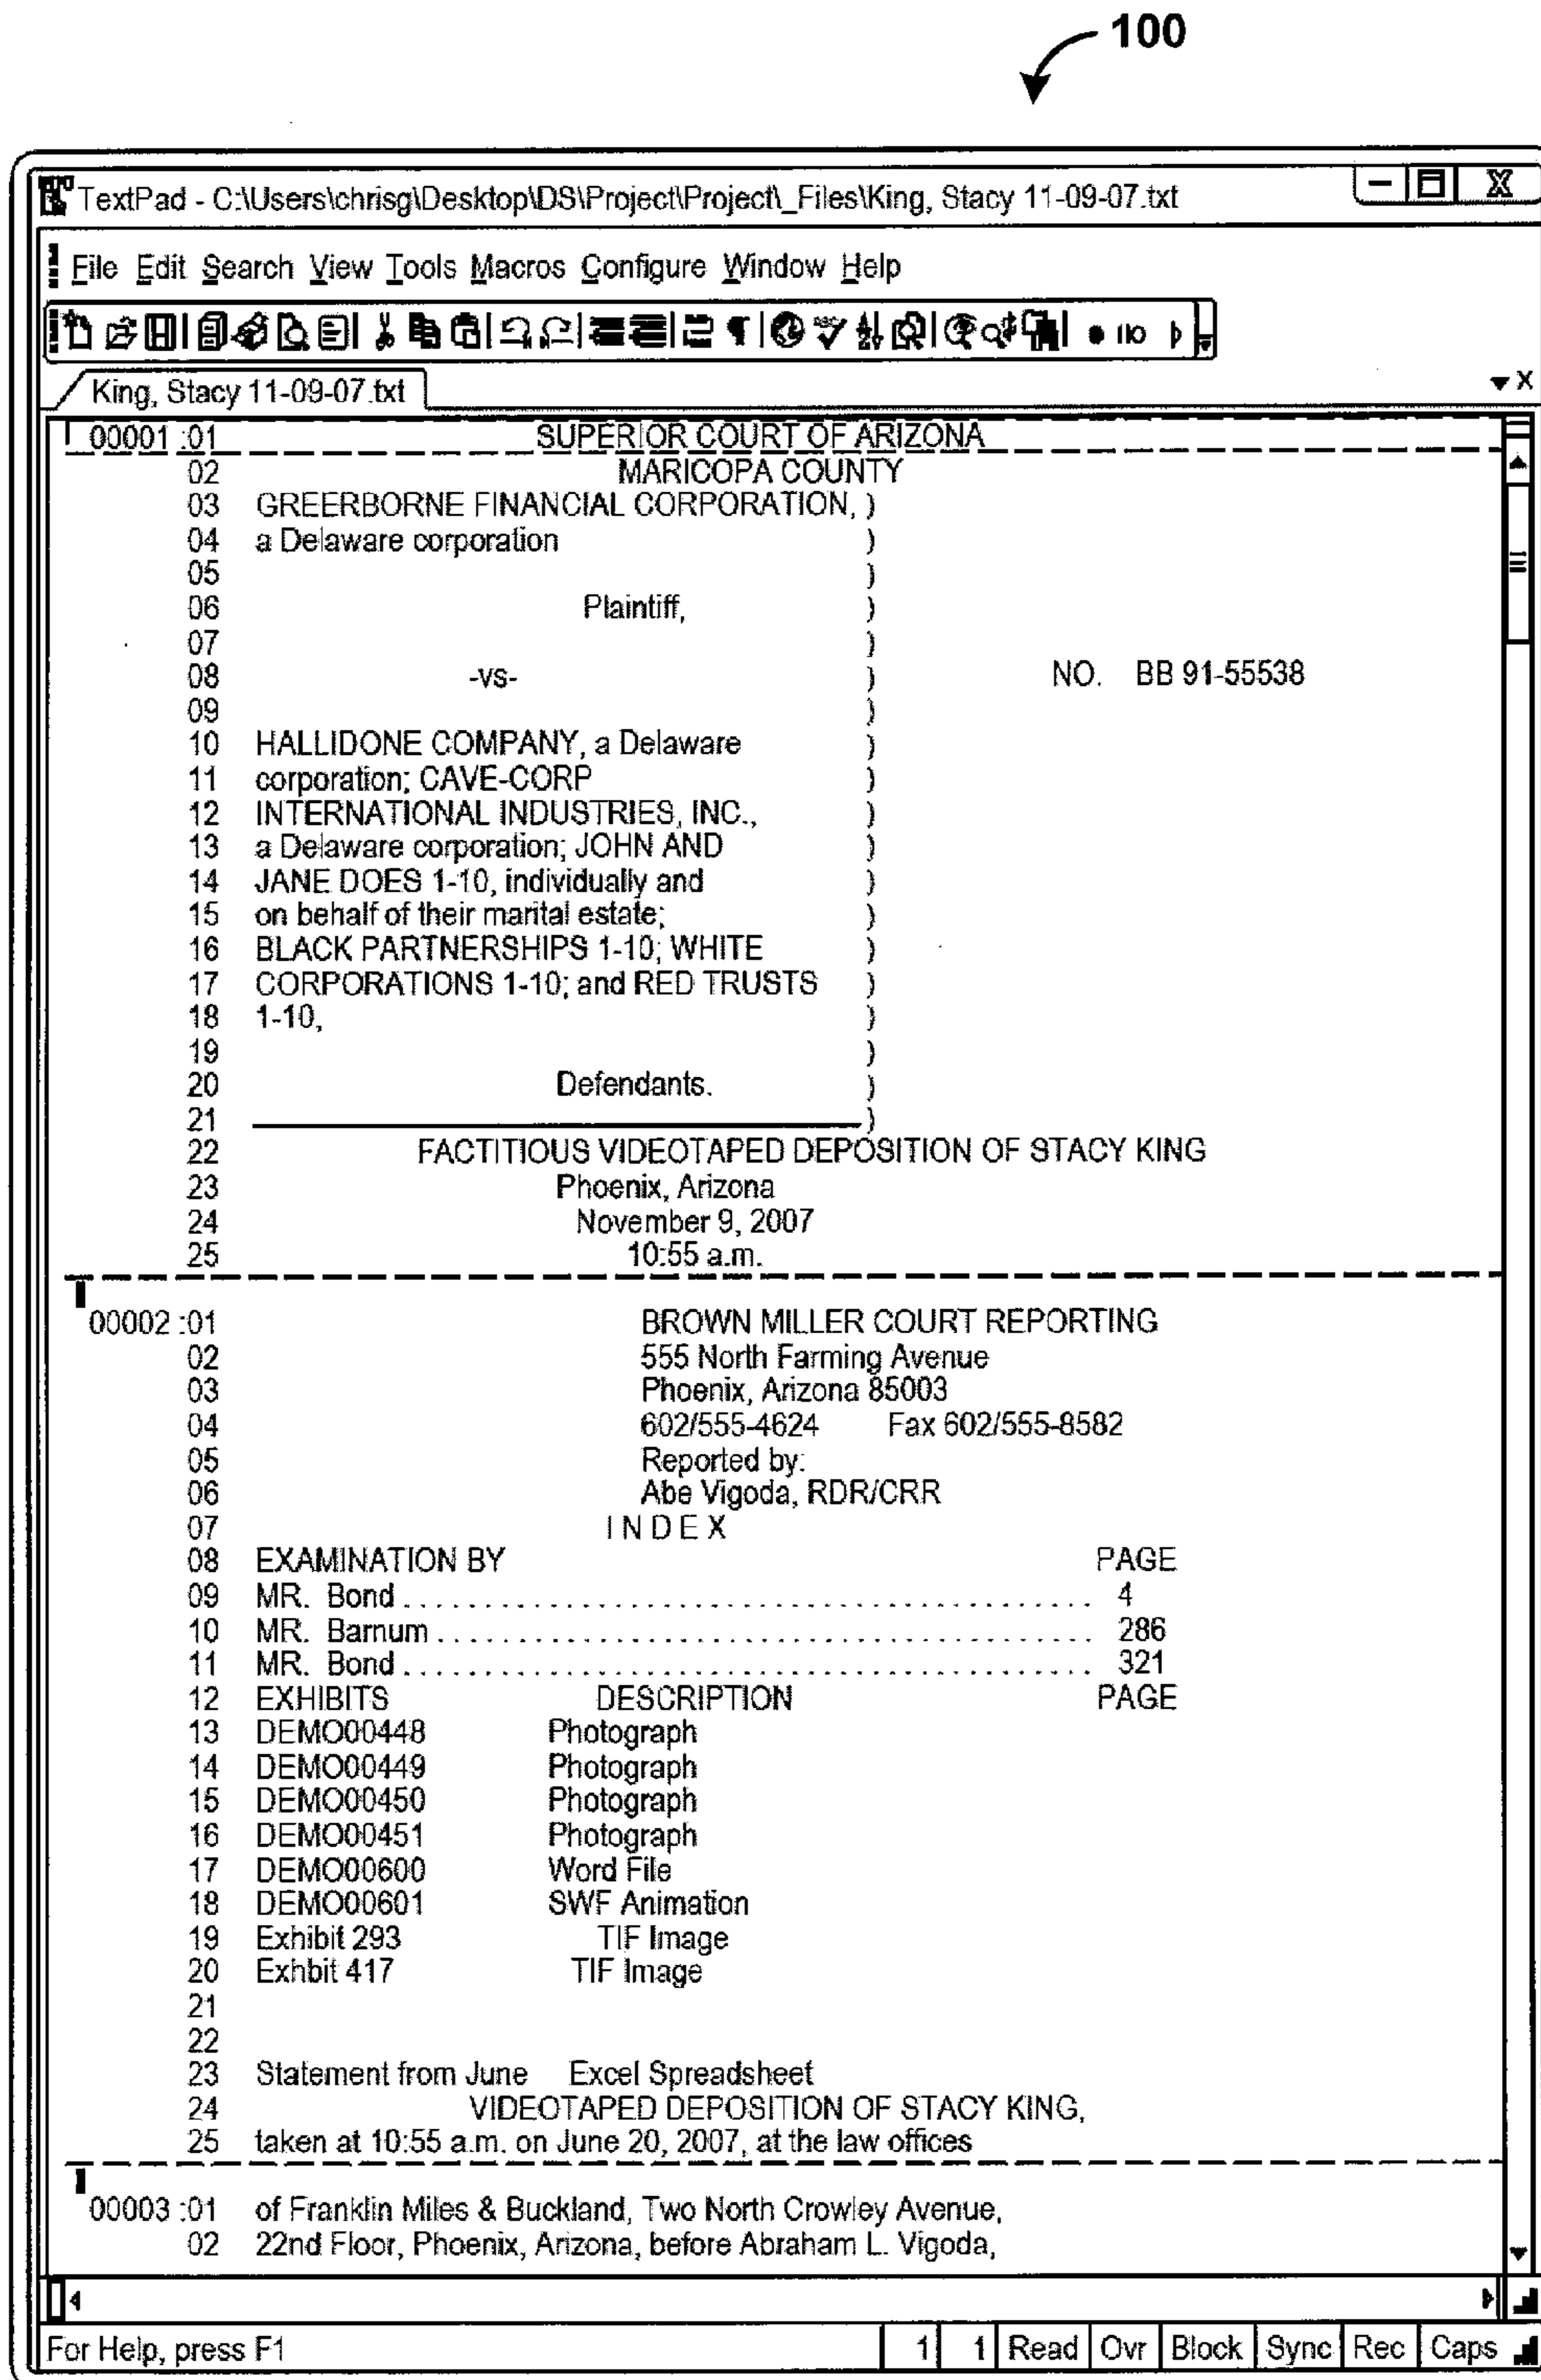 100
TextPad - C:\Users\chrisg\Desktop\DS\Project\Project\_Files\King, Stacy 11-09-07.txt
File Edit Search View Tools Macros Configure Window Help
King, Stacy 11-09-07.txt
00001 :01 SUPERIOR COURT OF ARIZONA
02 MARICOPA COUNTY
03 GREERBORNE FINANCIAL CORPORATION, )
04 a Delaware corporation )
05 )
06 Plaintiff, )
07 )
08 -vs- ) NO. BB 91-55538
09 )
10 HALLIDONE COMPANY, a Delaware )
11 corporation; CAVE-CORP )
12 INTERNATIONAL INDUSTRIES, INC., )
13 a Delaware corporation; JOHN AND )
14 JANE DOES 1-10, individually and )
15 on behalf of their marital estate; )
16 BLACK PARTNERSHIPS 1-10; WHITE )
17 CORPORATIONS 1-10; and RED TRUSTS )
18 1-10, )
19 )
20 Defendants. )
21 )
22 FACTITIOUS VIDEOTAPED DEPOSITION OF STACY KING
23 Phoenix, Arizona
24 November 9, 2007
25 10:55 a.m.
00002 :01 BROWN MILLER COURT REPORTING
02 555 North Farming Avenue
03 Phoenix, Arizona 85003
04 602/555-4624 Fax 602/555-8582
05 Reported by:
06 Abe Vigoda, RDR/CRR
07 I N D E X
08 EXAMINATION BY PAGE
09 MR. Bond . . . . . . . . . . . . . . . . . . . . 4
10 MR. Barnum . . . . . . . . . . . . . . . . . . . . 286
11 MR. Bond . . . . . . . . . . . . . . . . . . . . 321
12 EXHIBITS DESCRIPTION PAGE
13 DEMO00448 Photograph
14 DEMO00449 Photograph
15 DEMO00450 Photograph
16 DEMO00451 Photograph
17 DEMO00600 Word File
18 DEMO00601 SWF Animation
19 Exhibit 293 TIF Image
20 Exhbit 417 TIF Image
21
22
23 Statement from June Excel Spreadsheet
24 VIDEOTAPED DEPOSITION OF STACY KING,
25 taken at 10:55 a.m. on June 20, 2007, at the law offices
00003 :01 of Franklin Miles & Buckland, Two North Crowley Avenue,
02 22nd Floor, Phoenix, Arizona, before Abraham L. Vigoda,
For Help, press F1 1 1 Read Ovr Block Sync Rec Caps